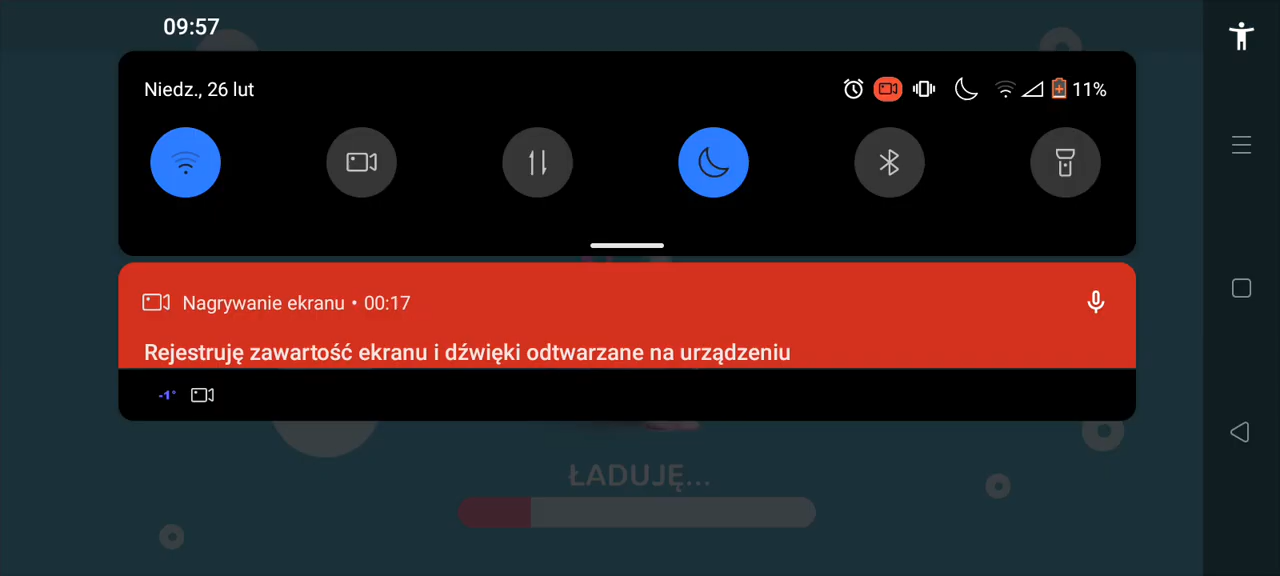 09:57
Niedz., 26 lut
11%
Nagrywanie ekranu • 00:17
Rejestruję zawartość ekranu i dźwięki odtwarzane na urządzeniu
-1°
ŁADUJĘ...